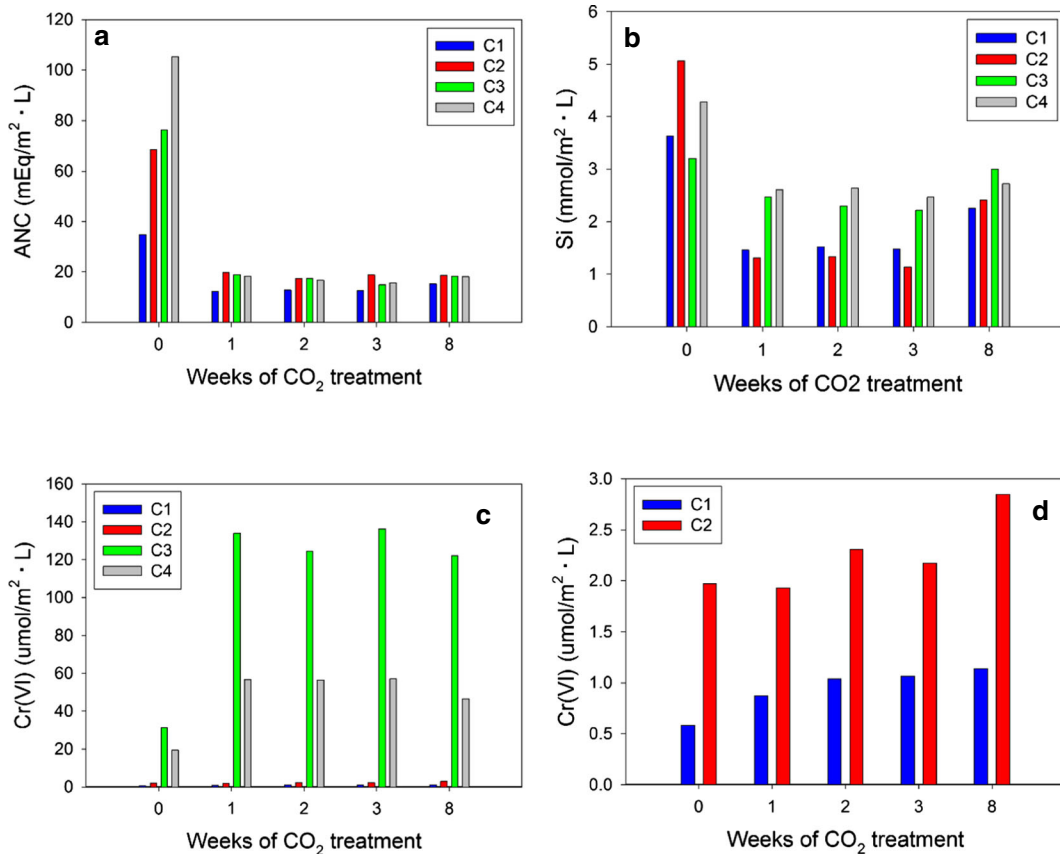 a
120
100
80
60
40
20
0
ANC (mEq/m² · L)
C1
C2
C3
C4
0 1 2 3 8
Weeks of CO₂ treatment
b
6
5
4
3
2
1
0
Si (mmol/m² · L)
C1
C2
C3
C4
0 1 2 3 8
Weeks of CO2 treatment
c
160
140
120
100
80
60
40
20
0
Cr(VI) (umol/m² · L)
C1
C2
C3
C4
0 1 2 3 8
Weeks of CO₂ treatment
d
3.0
2.5
2.0
1.5
1.0
0.5
0.0
Cr(VI) (umol/m² · L)
C1
C2
0 1 2 3 8
Weeks of CO₂ treatment